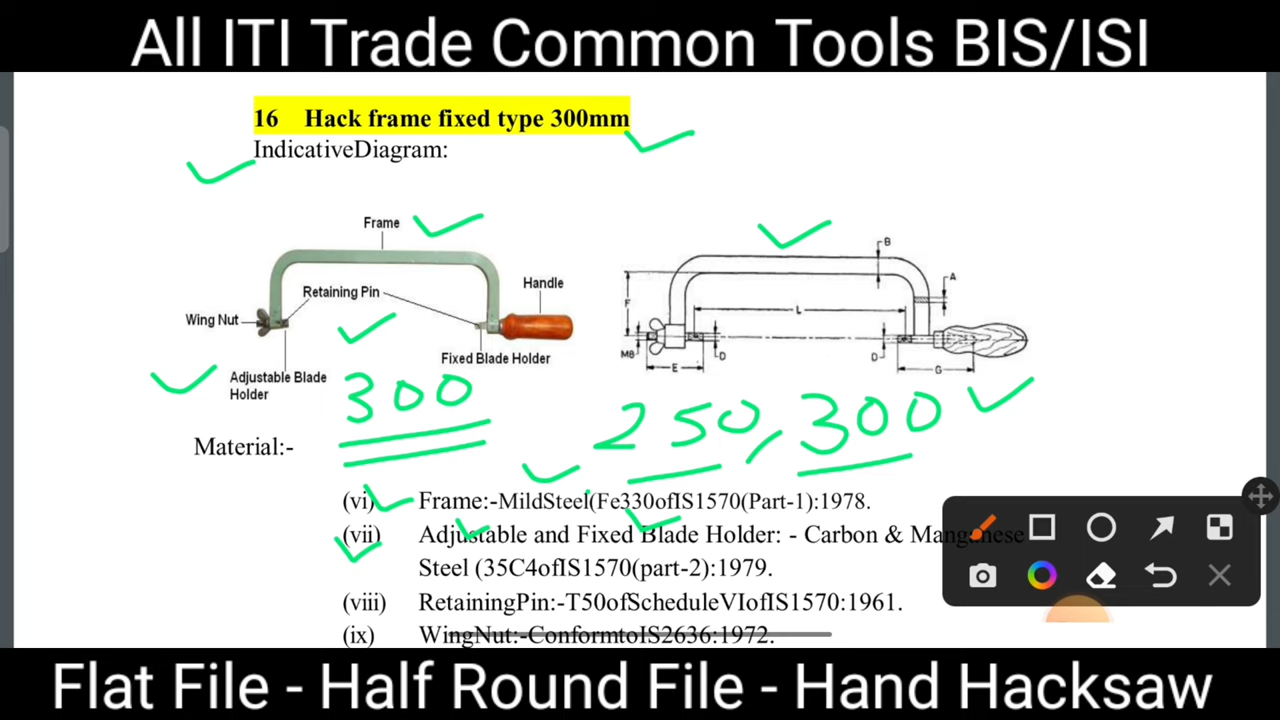 All ITI Trade Common Tools BIS/ISI
16 Hack frame fixed type 300mm
IndicativeDiagram:
Frame
Retaining Pin
Handle
Wing Nut
Fixed Blade Holder
Adjustable Blade
Holder
B
A
F
L
M8
D
D
E
G
300
250, 300
Material:-
(vi) Frame:-MildSteel(Fe330ofIS1570(Part-1):1978.
(vii) Adjustable and Fixed Blade Holder: - Carbon & Manganese
Steel (35C4ofIS1570(part-2):1979.
(viii) RetainingPin:-T50ofScheduleVIofIS1570:1961.
(ix) WingNut:-ConformtoIS2636:1972.
Flat File - Half Round File - Hand Hacksaw